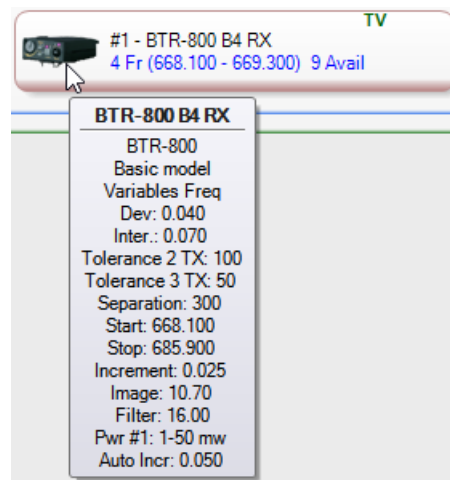 TV
#1 - BTR-800 B4 RX
4 Fr (668.100 - 669.300)  9 Avail
BTR-800 B4 RX
BTR-800
Basic model
Variables Freq
Dev: 0.040
Inter.: 0.070
Tolerance 2 TX: 100
Tolerance 3 TX: 50
Separation: 300
Start: 668.100
Stop: 685.900
Increment: 0.025
Image: 10.70
Filter: 16.00
Pwr #1: 1-50 mw
Auto Incr: 0.050